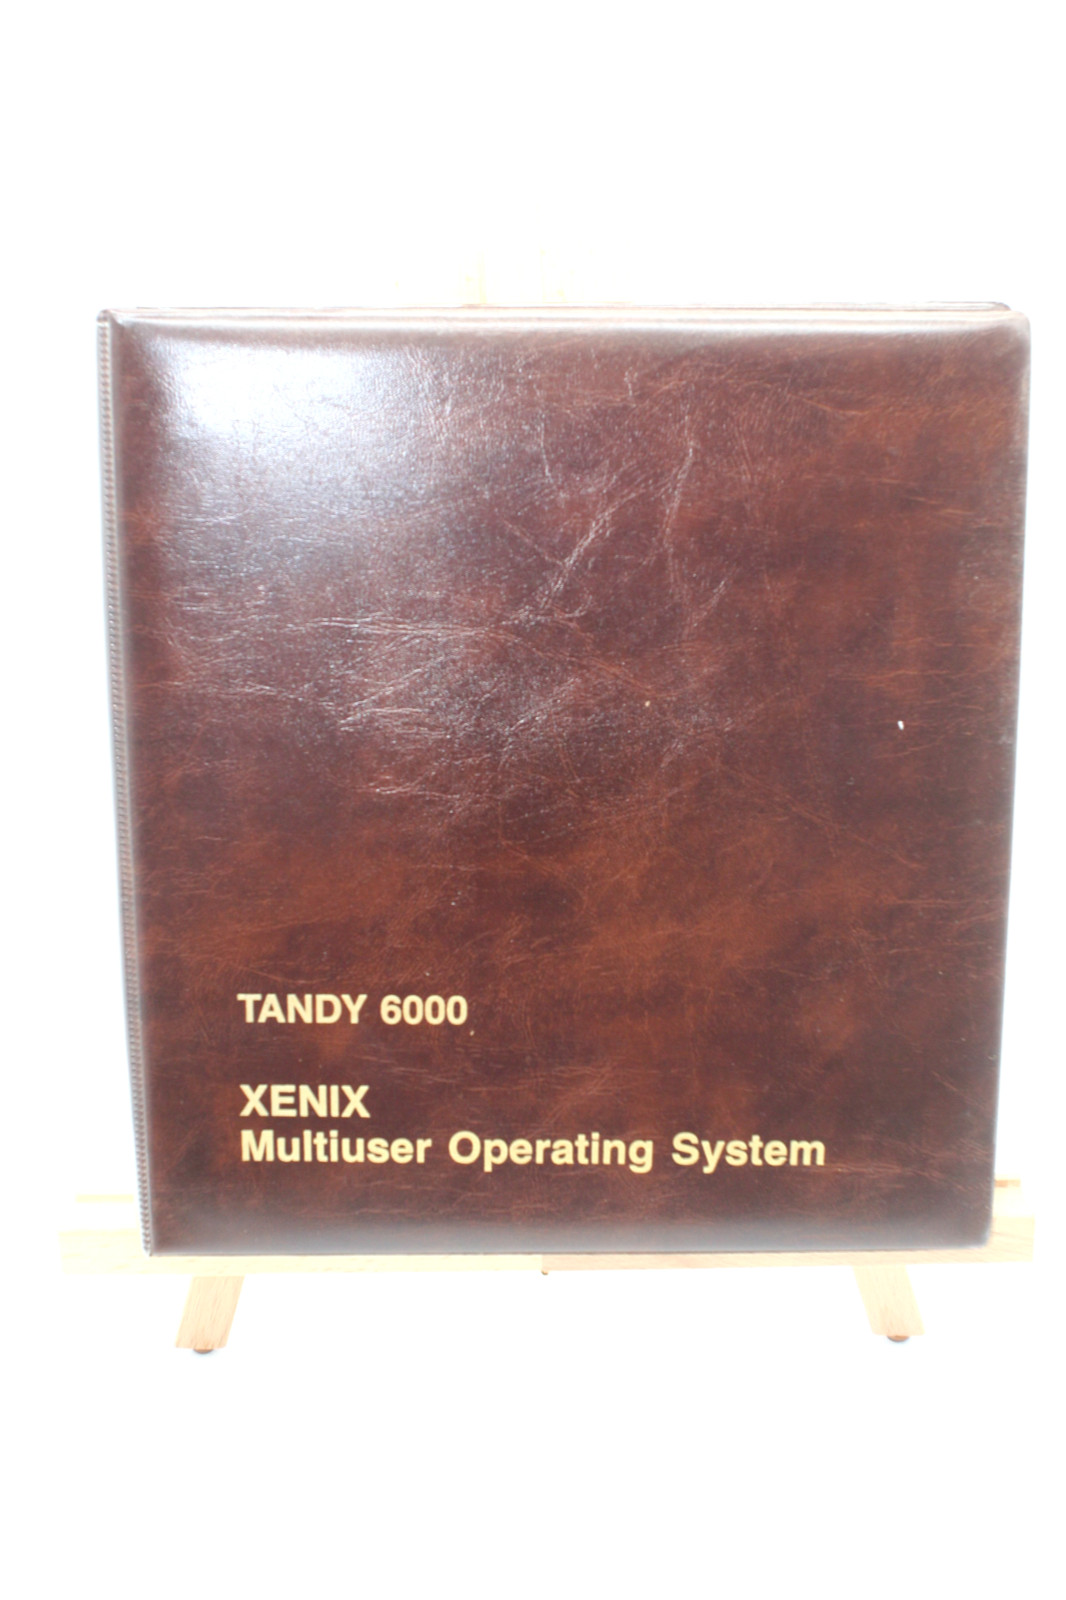 TANDY 6000
XENIX
Multiuser Operating System